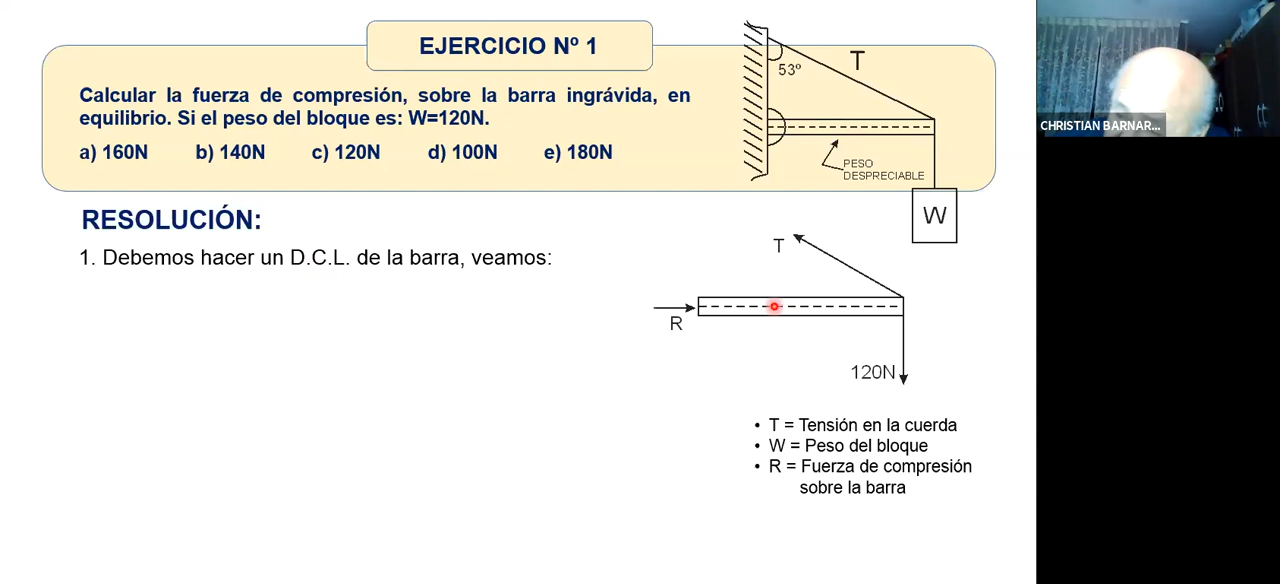 EJERCICIO Nº 1
Calcular la fuerza de compresión, sobre la barra ingrávida, en
equilibrio. Si el peso del bloque es: W=120N.
a) 160N b) 140N c) 120N d) 100N e) 180N
53º
T
PESO
DESPRECIABLE
W
CHRISTIAN BARNAR...
RESOLUCIÓN:
1. Debemos hacer un D.C.L. de la barra, veamos:
T
R
120N
• T = Tensión en la cuerda
• W = Peso del bloque
• R = Fuerza de compresión
sobre la barra